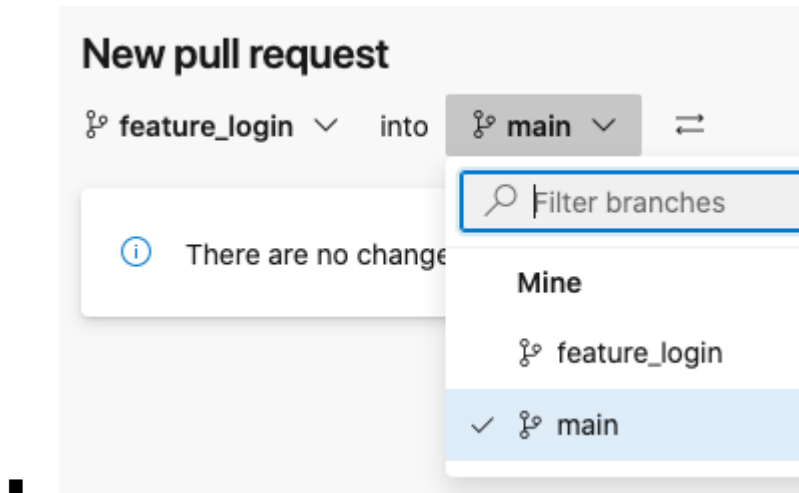 New pull request
feature_login into main
Filter branches
There are no change
Mine
feature_login
main